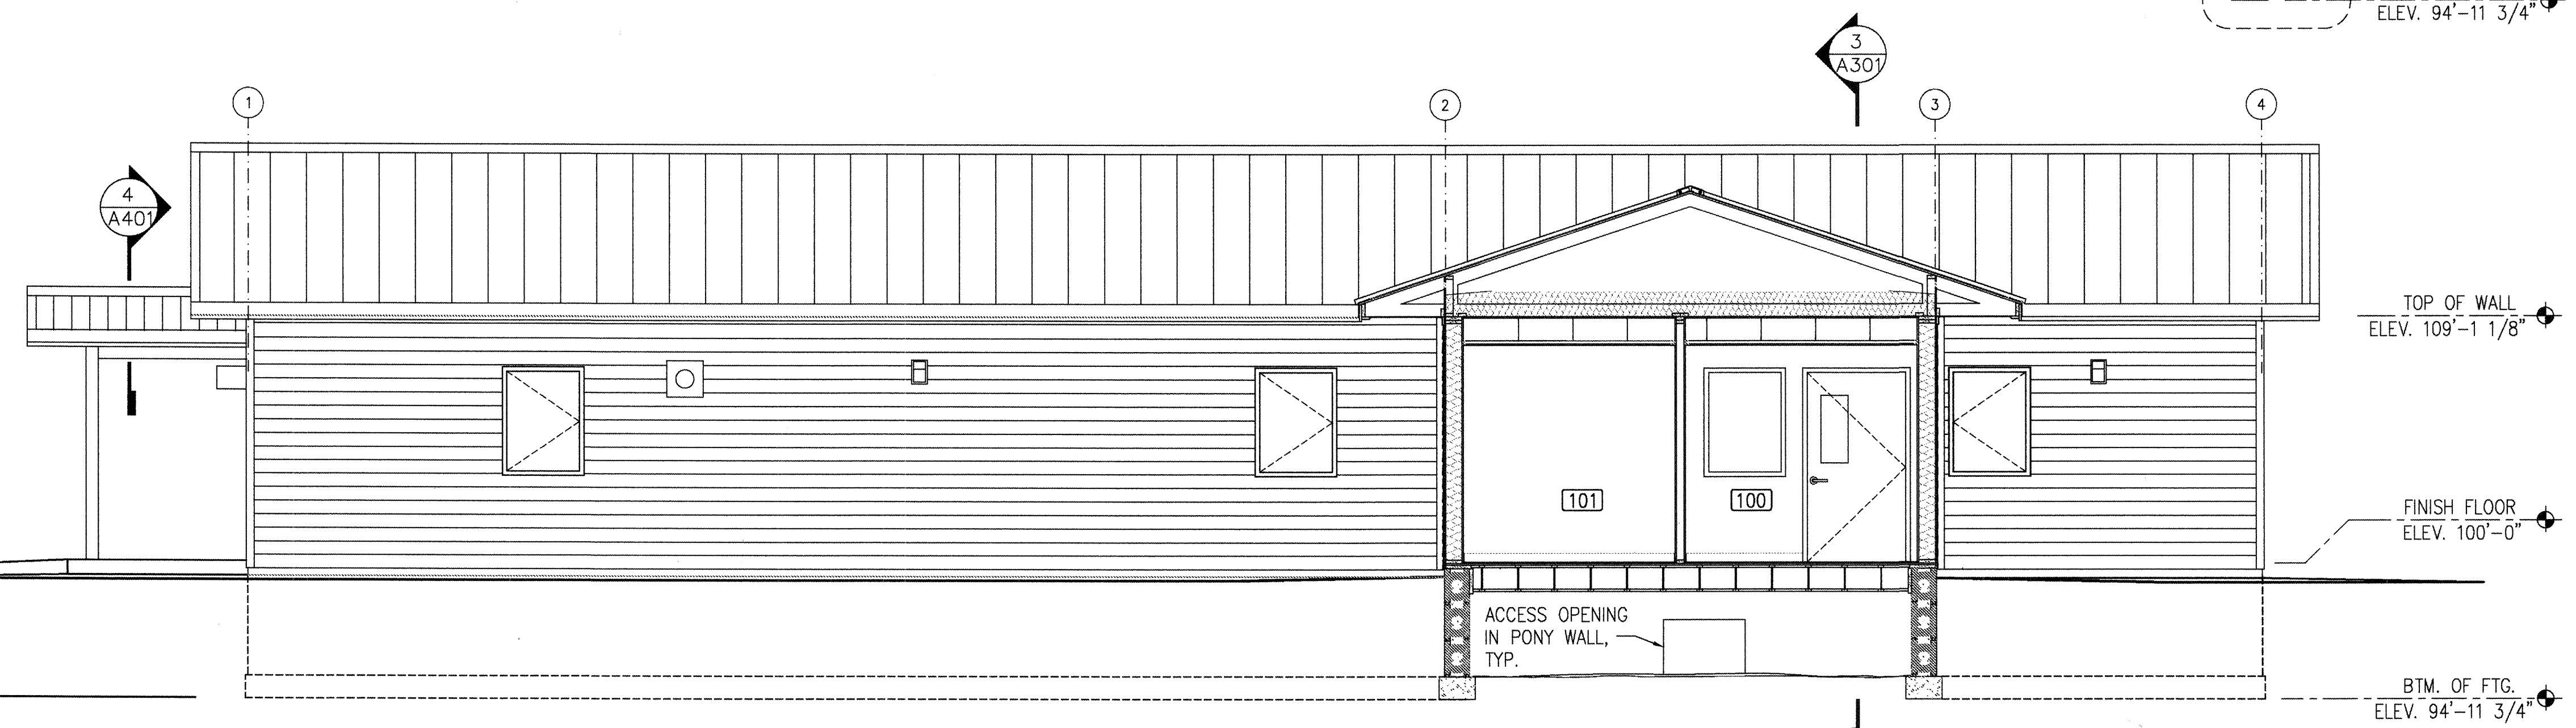 ELEV. 94'-11 3/4"
3
A301
1
2
3
4
4
A401
TOP OF WALL
ELEV. 109'-1 1/8"
101
100
FINISH FLOOR
ELEV. 100'-0"
ACCESS OPENING
IN PONY WALL,
TYP.
BTM. OF FTG.
ELEV. 94'-11 3/4"